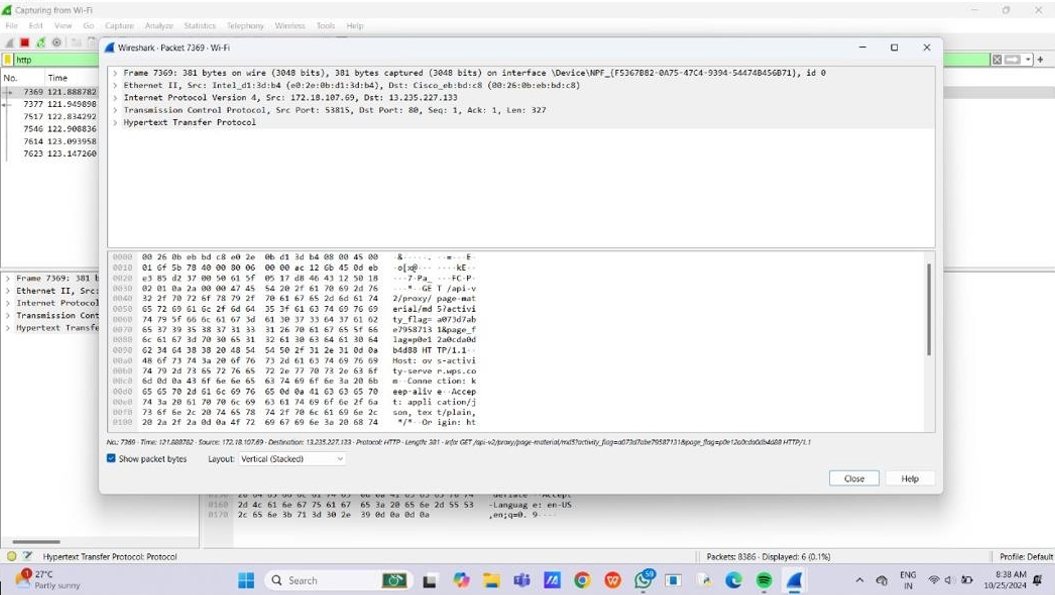 Capturing from Wi-Fi
File Edit View Go Capture Analyze Statistics Telephony Wireless Tools Help
Wireshark · Packet 7369 · Wi-Fi
http
No. Time
7369 121.888782
7377 121.949898
7517 122.834292
7546 122.908836
7614 123.093958
7623 123.147260
Frame 7369: 381 bytes on wire (3048 bits), 381 bytes captured (3048 bits) on interface \Device\NPF_{F5367B82-0A75-47C4-9394-54474B456B71}, id 0
Ethernet II, Src: Intel_d1:3d:b4 (e0:2e:0b:d1:3d:b4), Dst: Cisco_eb:bd:c8 (00:26:0b:eb:bd:c8)
Internet Protocol Version 4, Src: 172.18.107.69, Dst: 13.235.227.133
Transmission Control Protocol, Src Port: 53815, Dst Port: 80, Seq: 1, Ack: 1, Len: 327
Hypertext Transfer Protocol
Frame 7369: 381 b
Ethernet II, Src:
Internet Protocol
Transmission Cont
Hypertext Transfe
0000 00 26 0b eb bd c8 e0 2e 0b d1 3d b4 08 00 45 00
0010 01 6f 5b 78 40 00 80 06 00 00 ac 12 6b 45 0d eb
0020 e3 85 d2 37 00 50 61 5f 05 17 d8 46 43 12 50 18
0030 02 01 0a 2a 00 00 47 45 54 20 2f 61 70 69 2d 76 GET /api-v
0040 32 2f 70 72 6f 78 79 2f 70 61 67 65 2d 6d 61 74 2/proxy/ page-mat
0050 65 72 69 61 6c 2f 6d 64 35 3f 61 63 74 69 76 69 erial/md 5?activi
0060 74 79 5f 66 6c 61 67 3d 61 30 37 33 64 37 61 62 ty_flag= a073d7ab
0070 65 37 39 35 38 37 31 33 31 26 70 61 67 65 5f 66 e7958713 1&page_f
0080 6c 61 67 3d 70 30 65 31 32 61 30 63 64 61 30 64 lag=p0e1 2a0cda0d
0090 62 34 64 38 38 20 48 54 54 50 2f 31 2e 31 0d 0a b4d88 HT TP/1.1
00a0 48 6f 73 74 3a 20 6f 76 73 2d 61 63 74 69 76 69 Host: ov s-activi
00b0 74 79 2d 73 65 72 76 65 72 2e 77 70 73 2e 63 6f ty-serve r.wps.co
00c0 6d 0d 0a 43 6f 6e 6e 65 63 74 69 6f 6e 3a 20 6b m Conne ction: k
00d0 65 65 70 2d 61 6c 69 76 65 0d 0a 41 63 63 65 70 eep-aliv e Accep
00e0 74 3a 20 61 70 70 6c 69 63 61 74 69 6f 6e 2f 6a t: appli cation/j
00f0 73 6f 6e 2c 20 74 65 78 74 2f 70 6c 61 69 6e 2c son, tex t/plain,
0100 20 2a 2f 2a 0d 0a 4f 72 69 67 69 6e 3a 20 68 74 */* Or igin: ht
No.: 7369 · Time: 121.888782 · Source: 172.18.107.69 · Destination: 13.235.227.133 · Protocol: HTTP · Length: 381 · Info: GET /api-v2/proxy/page-material/md5?activity_flag=a073d7abe79587131&page_flag=p0e12a0cda0db4d88 HTTP/1.1
Show packet bytes Layout: Vertical (Stacked)
Close Help
0160 2d 4c 61 6e 67 75 61 67 65 3a 20 65 6e 2d 55 53 -Languag e: en-US
0170 2c 65 6e 3b 71 3d 30 2e 39 0d 0a 0d 0a ,en;q=0. 9
Hypertext Transfer Protocol: Protocol Packets: 8386 · Displayed: 6 (0.1%) Profile: Default
27°C
Partly sunny
Search
59
ENG
IN
8:38 AM
10/25/2024